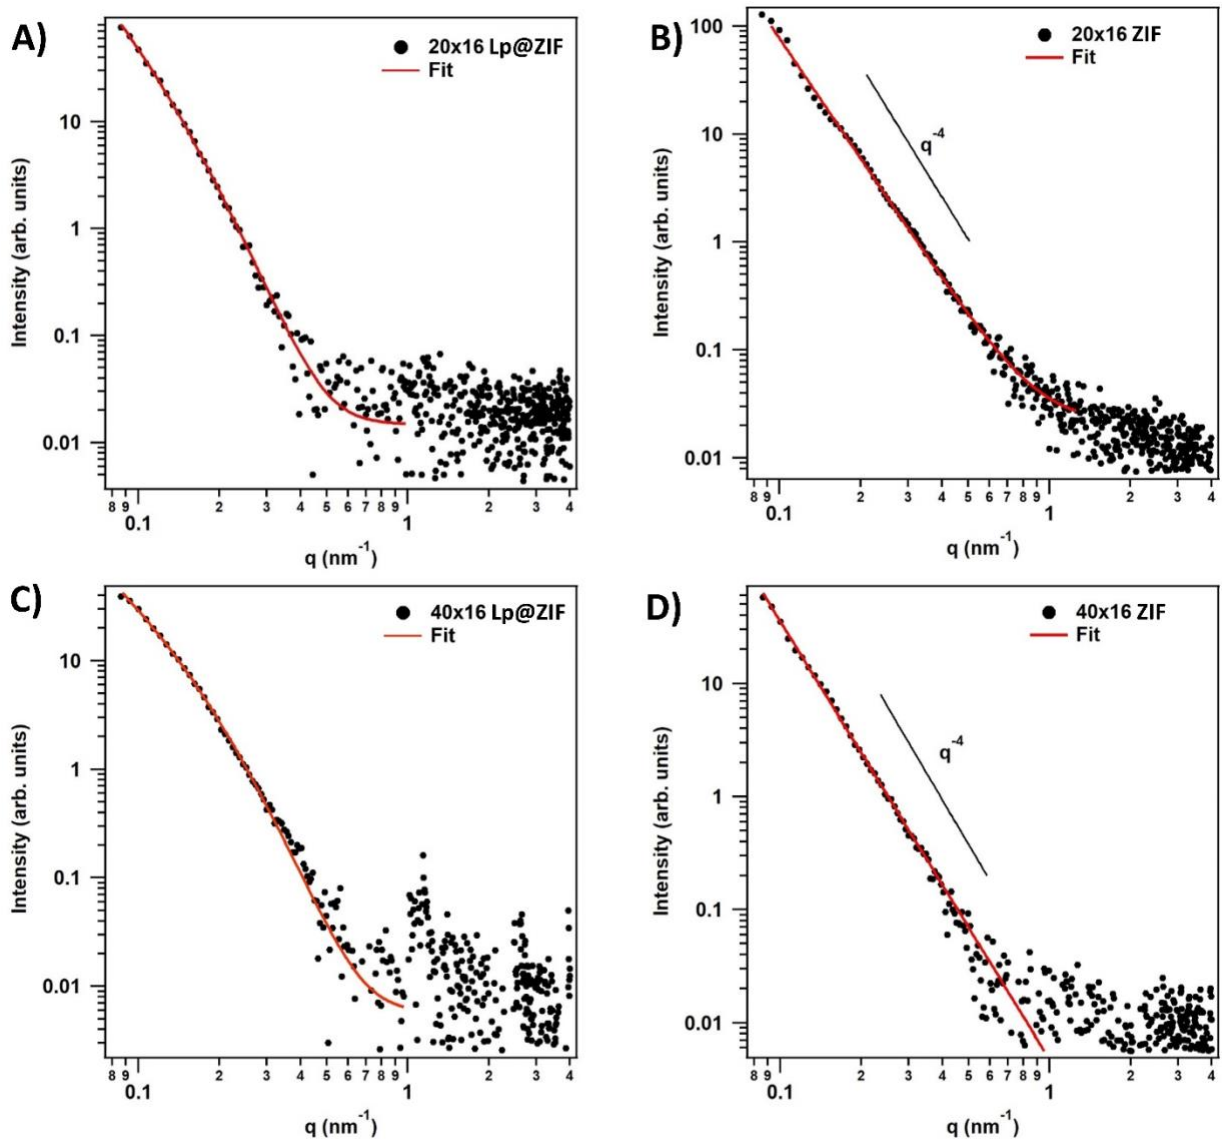 A)
20x16 Lp@ZIF
Fit
Intensity (arb. units)
10
1
0.1
0.01
8 9 2 3 4 5 6 7 8 9 2 3 4
0.1 1
q (nm-1)
B)
20x16 ZIF
Fit
q-4
Intensity (arb. units)
100
10
1
0.1
0.01
8 9 2 3 4 5 6 7 8 9 2 3 4
0.1 1
q (nm-1)
C)
40x16 Lp@ZIF
Fit
Intensity (arb. units)
10
1
0.1
0.01
8 9 2 3 4 5 6 7 8 9 2 3 4
0.1 1
q (nm-1)
D)
40x16 ZIF
Fit
q-4
Intensity (arb. units)
10
1
0.1
0.01
8 9 2 3 4 5 6 7 8 9 2 3 4
0.1 1
q (nm-1)